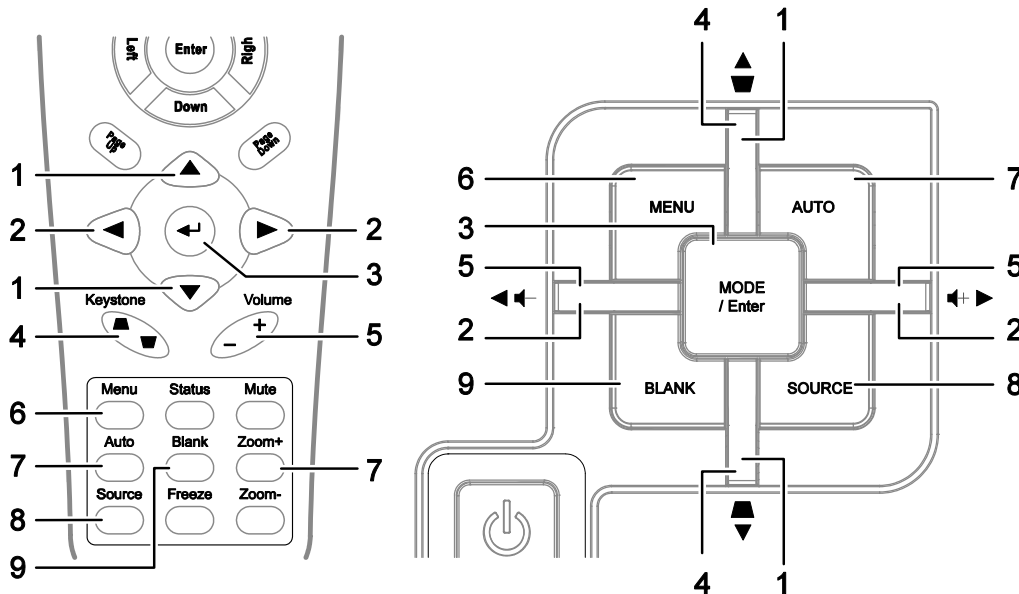 Left
Enter
Righ
Down
Page Up
Page Down
1
2
2
3
1
Keystone
Volume
4
+
−
5
Menu
Status
Mute
6
Auto
Blank
Zoom+
7
7
Source
Freeze
Zoom-
8
9
4
1
6
7
MENU
AUTO
3
5
5
MODE
/ Enter
−
+
2
2
9
BLANK
SOURCE
8
4
1